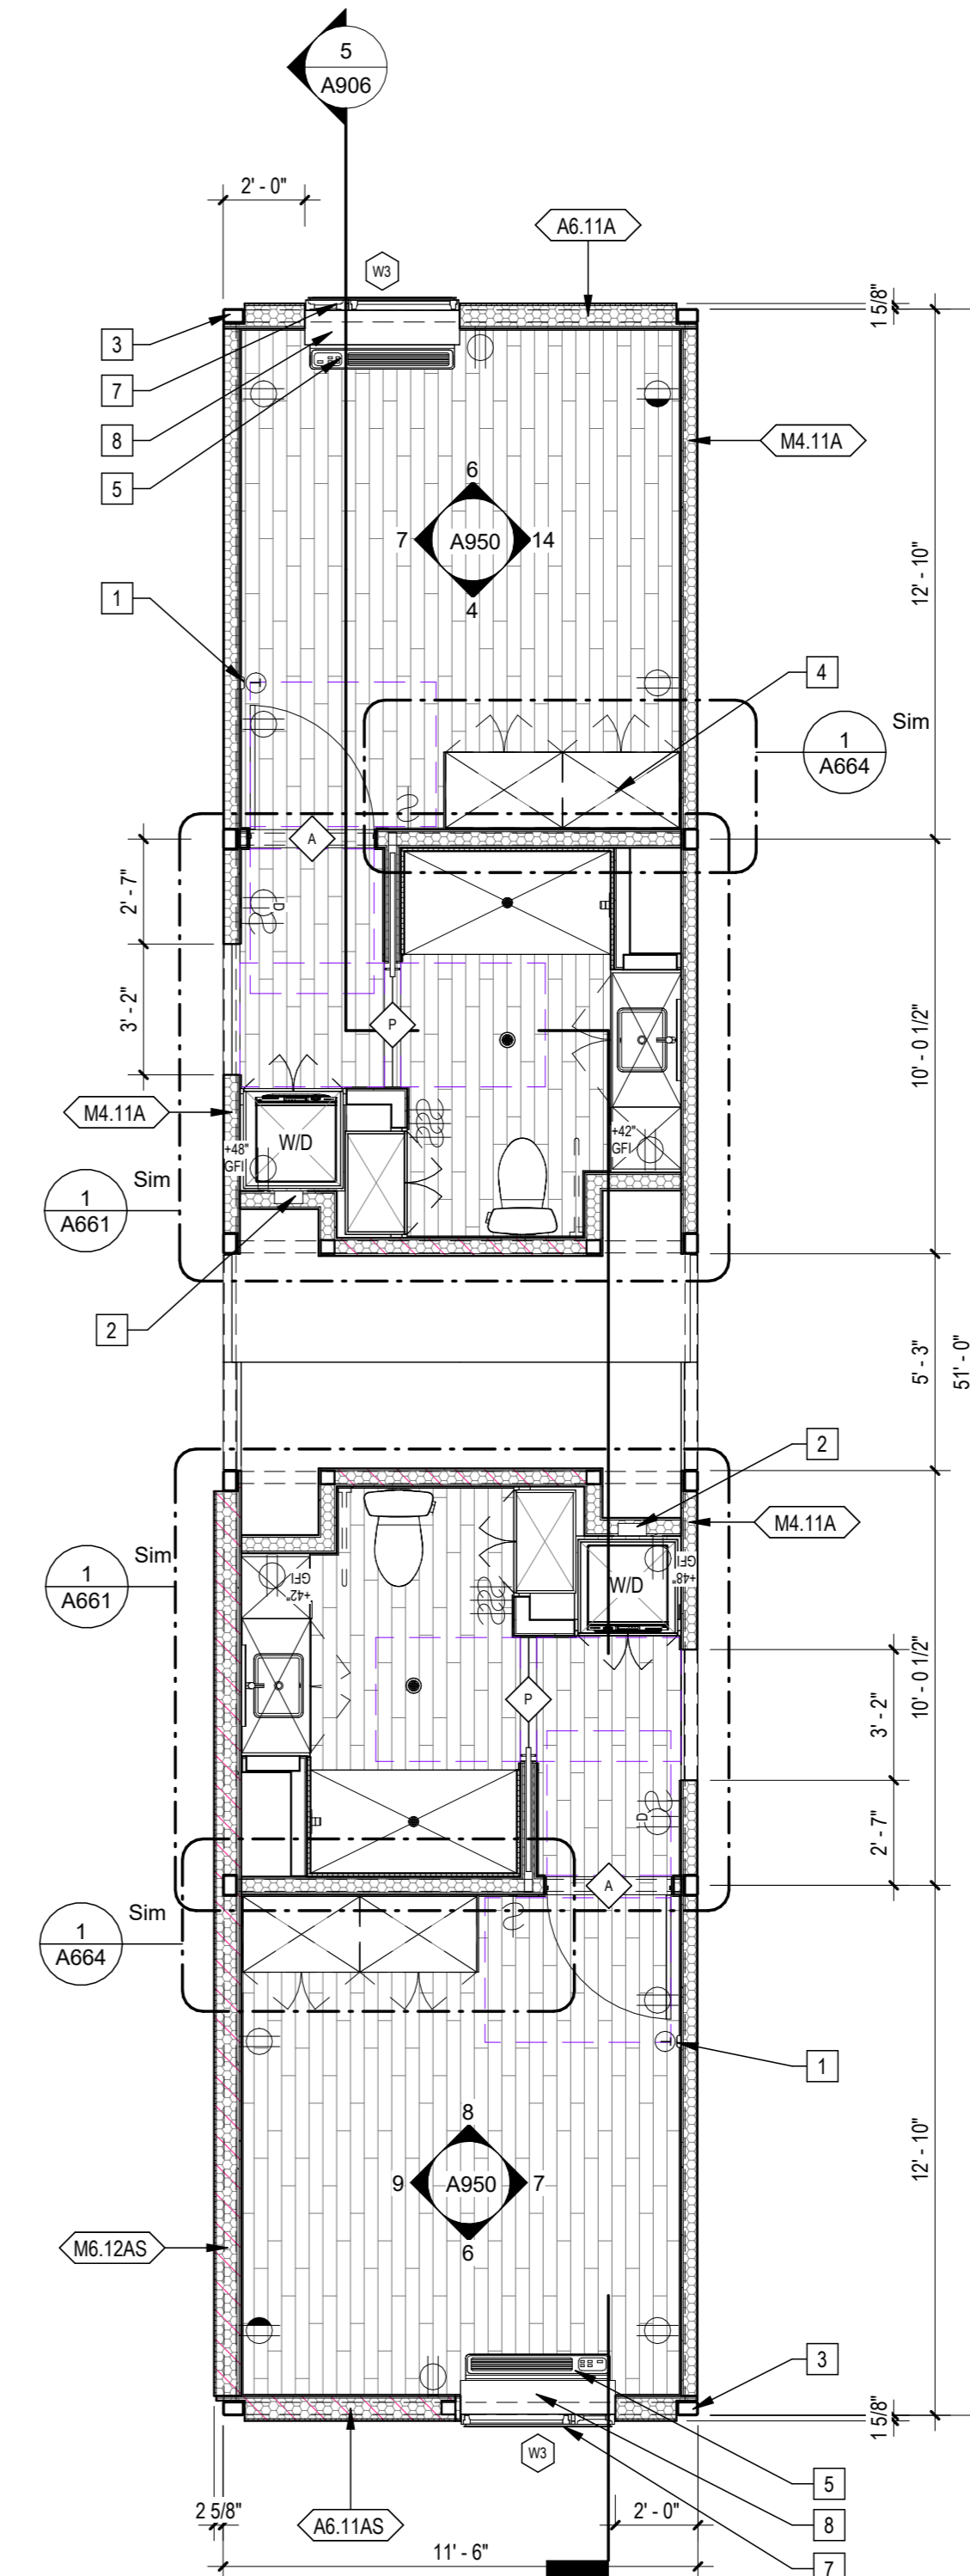 5
A906
2' - 0"
A6.11A
W3
1 5/8"
3
7
8
5
M4.11A
6
7 A950 14
4
12' - 10"
1
T
4
Sim
1
A664
A
2' - 7"
D
3' - 2"
P
10' - 0 1/2"
M4.11A
W/D
+48"
GFI
+42"
GFI
Sim
1
A661
2
5' - 3"
51' - 0"
2
M4.11A
Sim
1
A661
+42"
GFI
W/D
+48"
GFI
P
3' - 2"
10' - 0 1/2"
2' - 7"
D
A
Sim
1
A664
T
1
8
9 A950 7
6
12' - 10"
M6.12AS
3
1 5/8"
W3
5
2 5/8"
A6.11AS
2' - 0"
8
11' - 6"
7